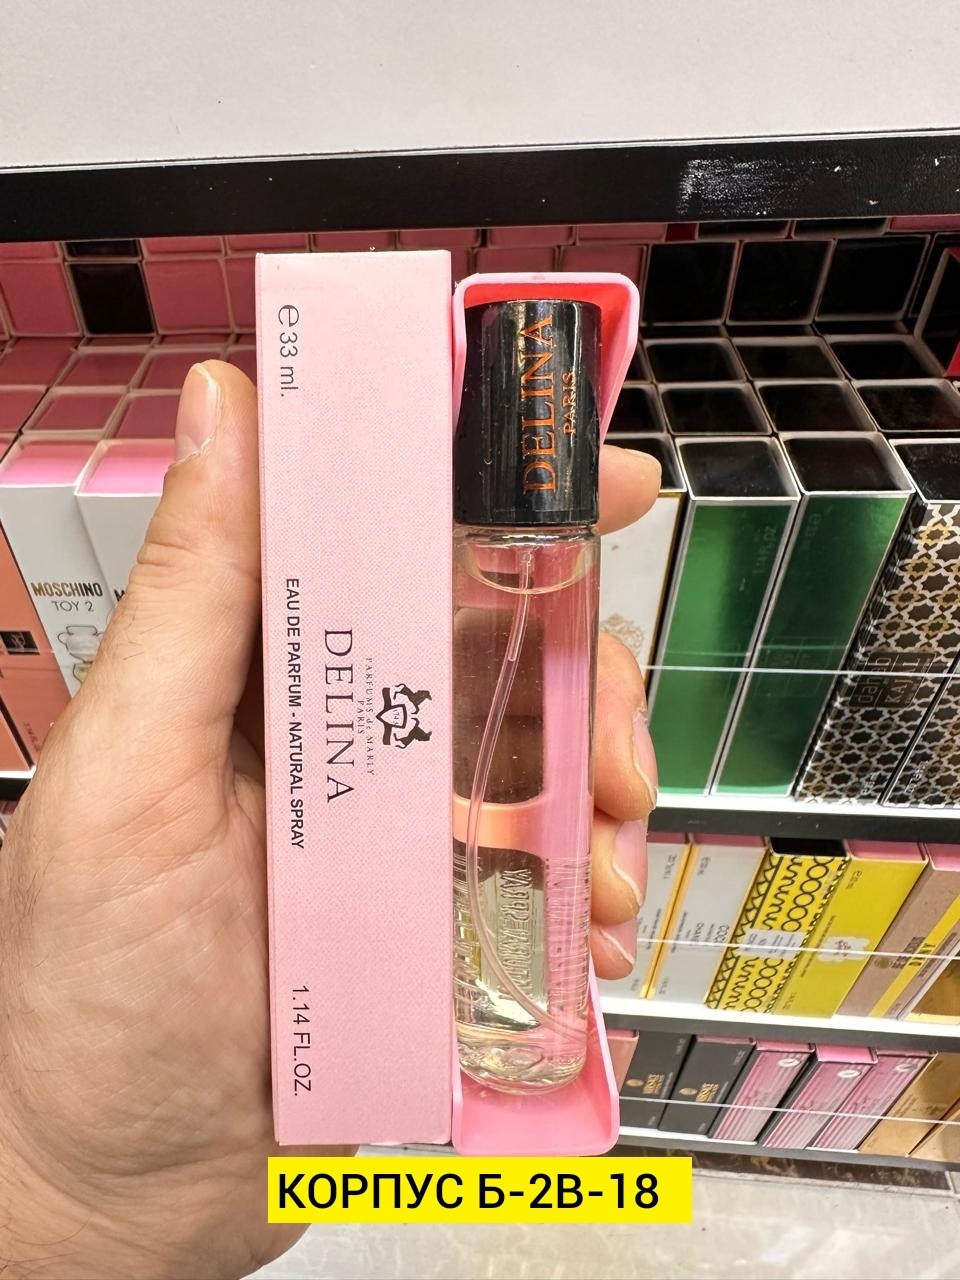 ℮33 ml.
EAU DE PARFUM - NATURAL SPRAY
DELINA
PARFUMS de MARLY
PARIS
1.14 FL.OZ.
DELINA
PARIS
MOSCHINO
TOY 2
КОРПУС Б-2В-18